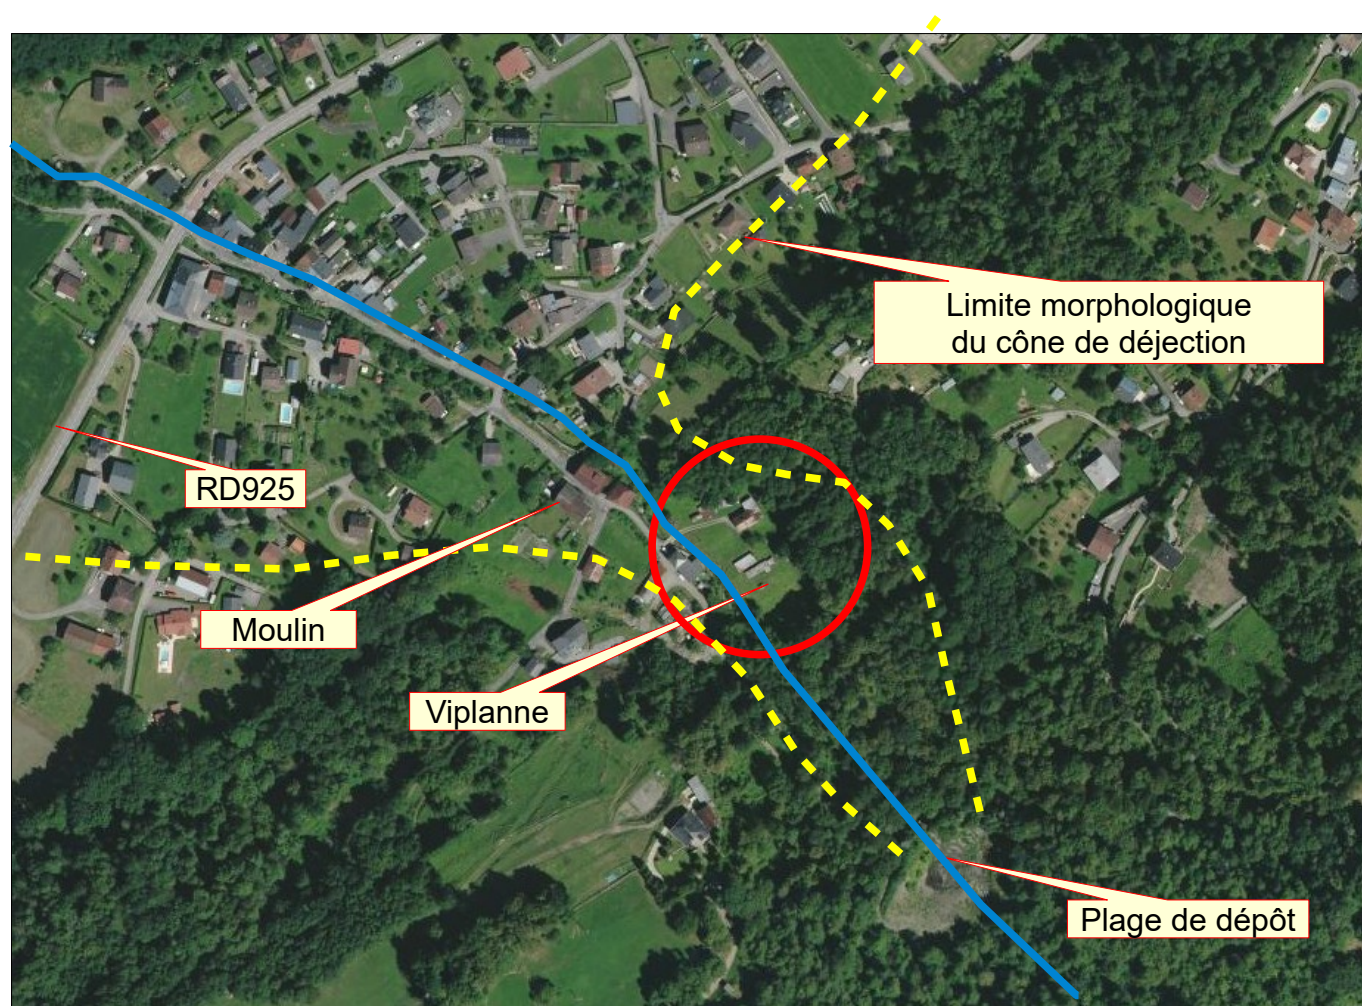 Limite morphologique
du cône de déjection
RD925
Moulin
Viplanne
Plage de dépôt